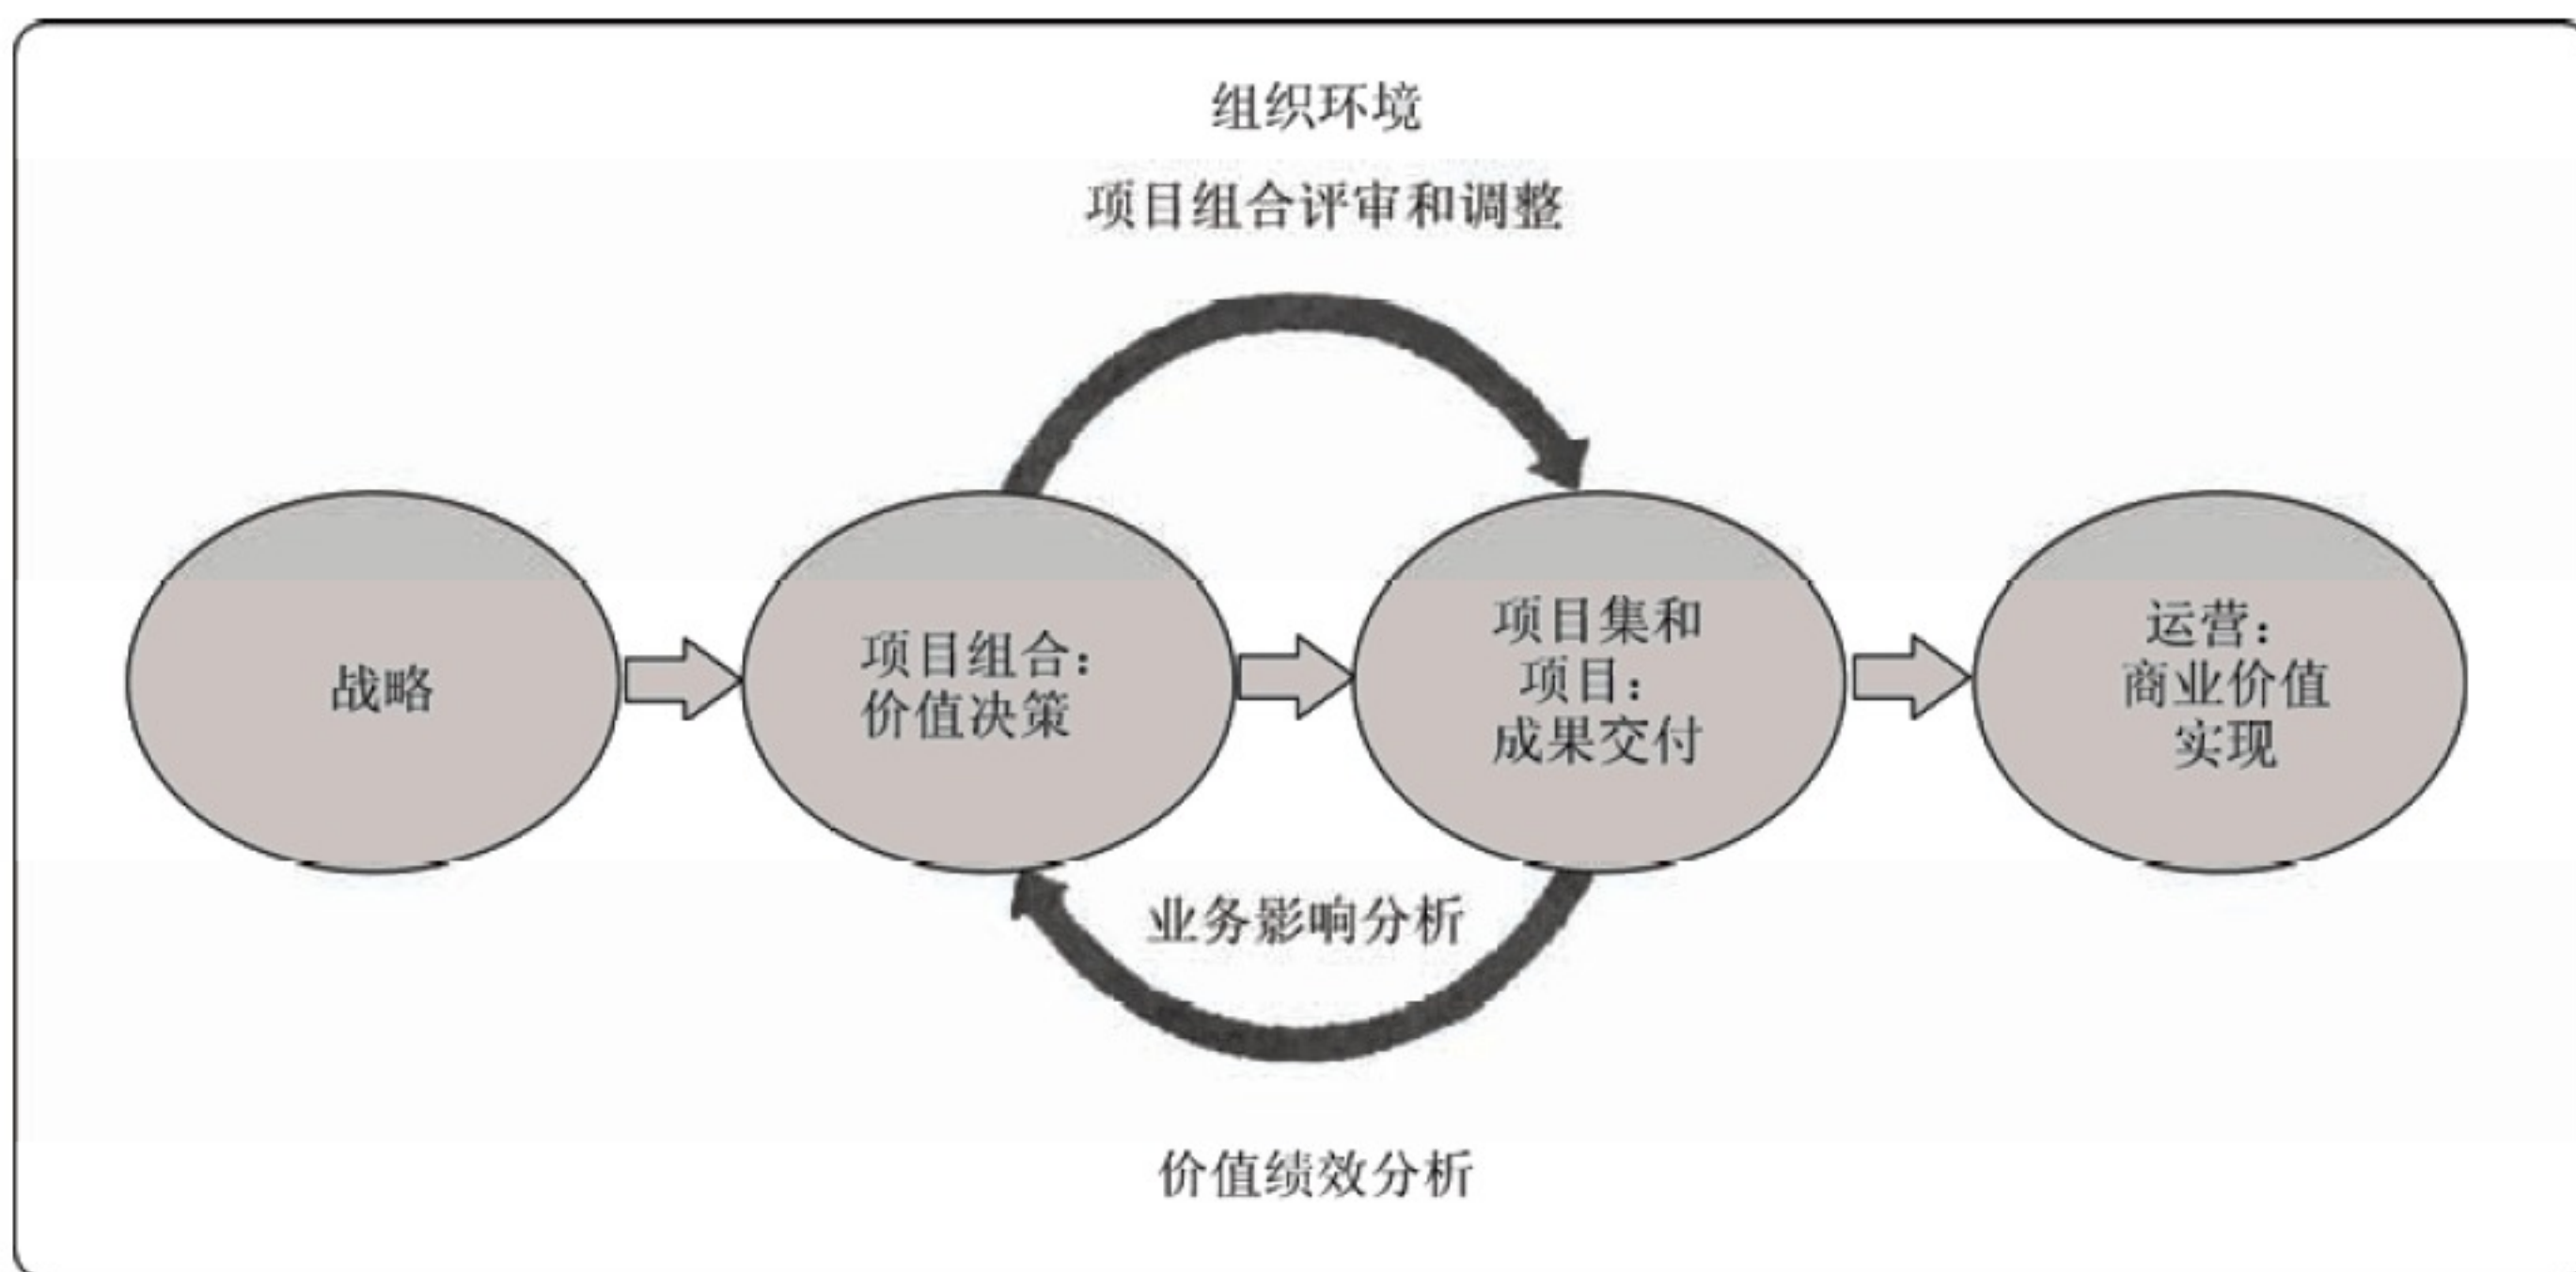 组织环境
项目组合评审和调整
战略
项目组合：
价值决策
项目集和
项目：
成果交付
运营：
商业价值
实现
业务影响分析
价值绩效分析